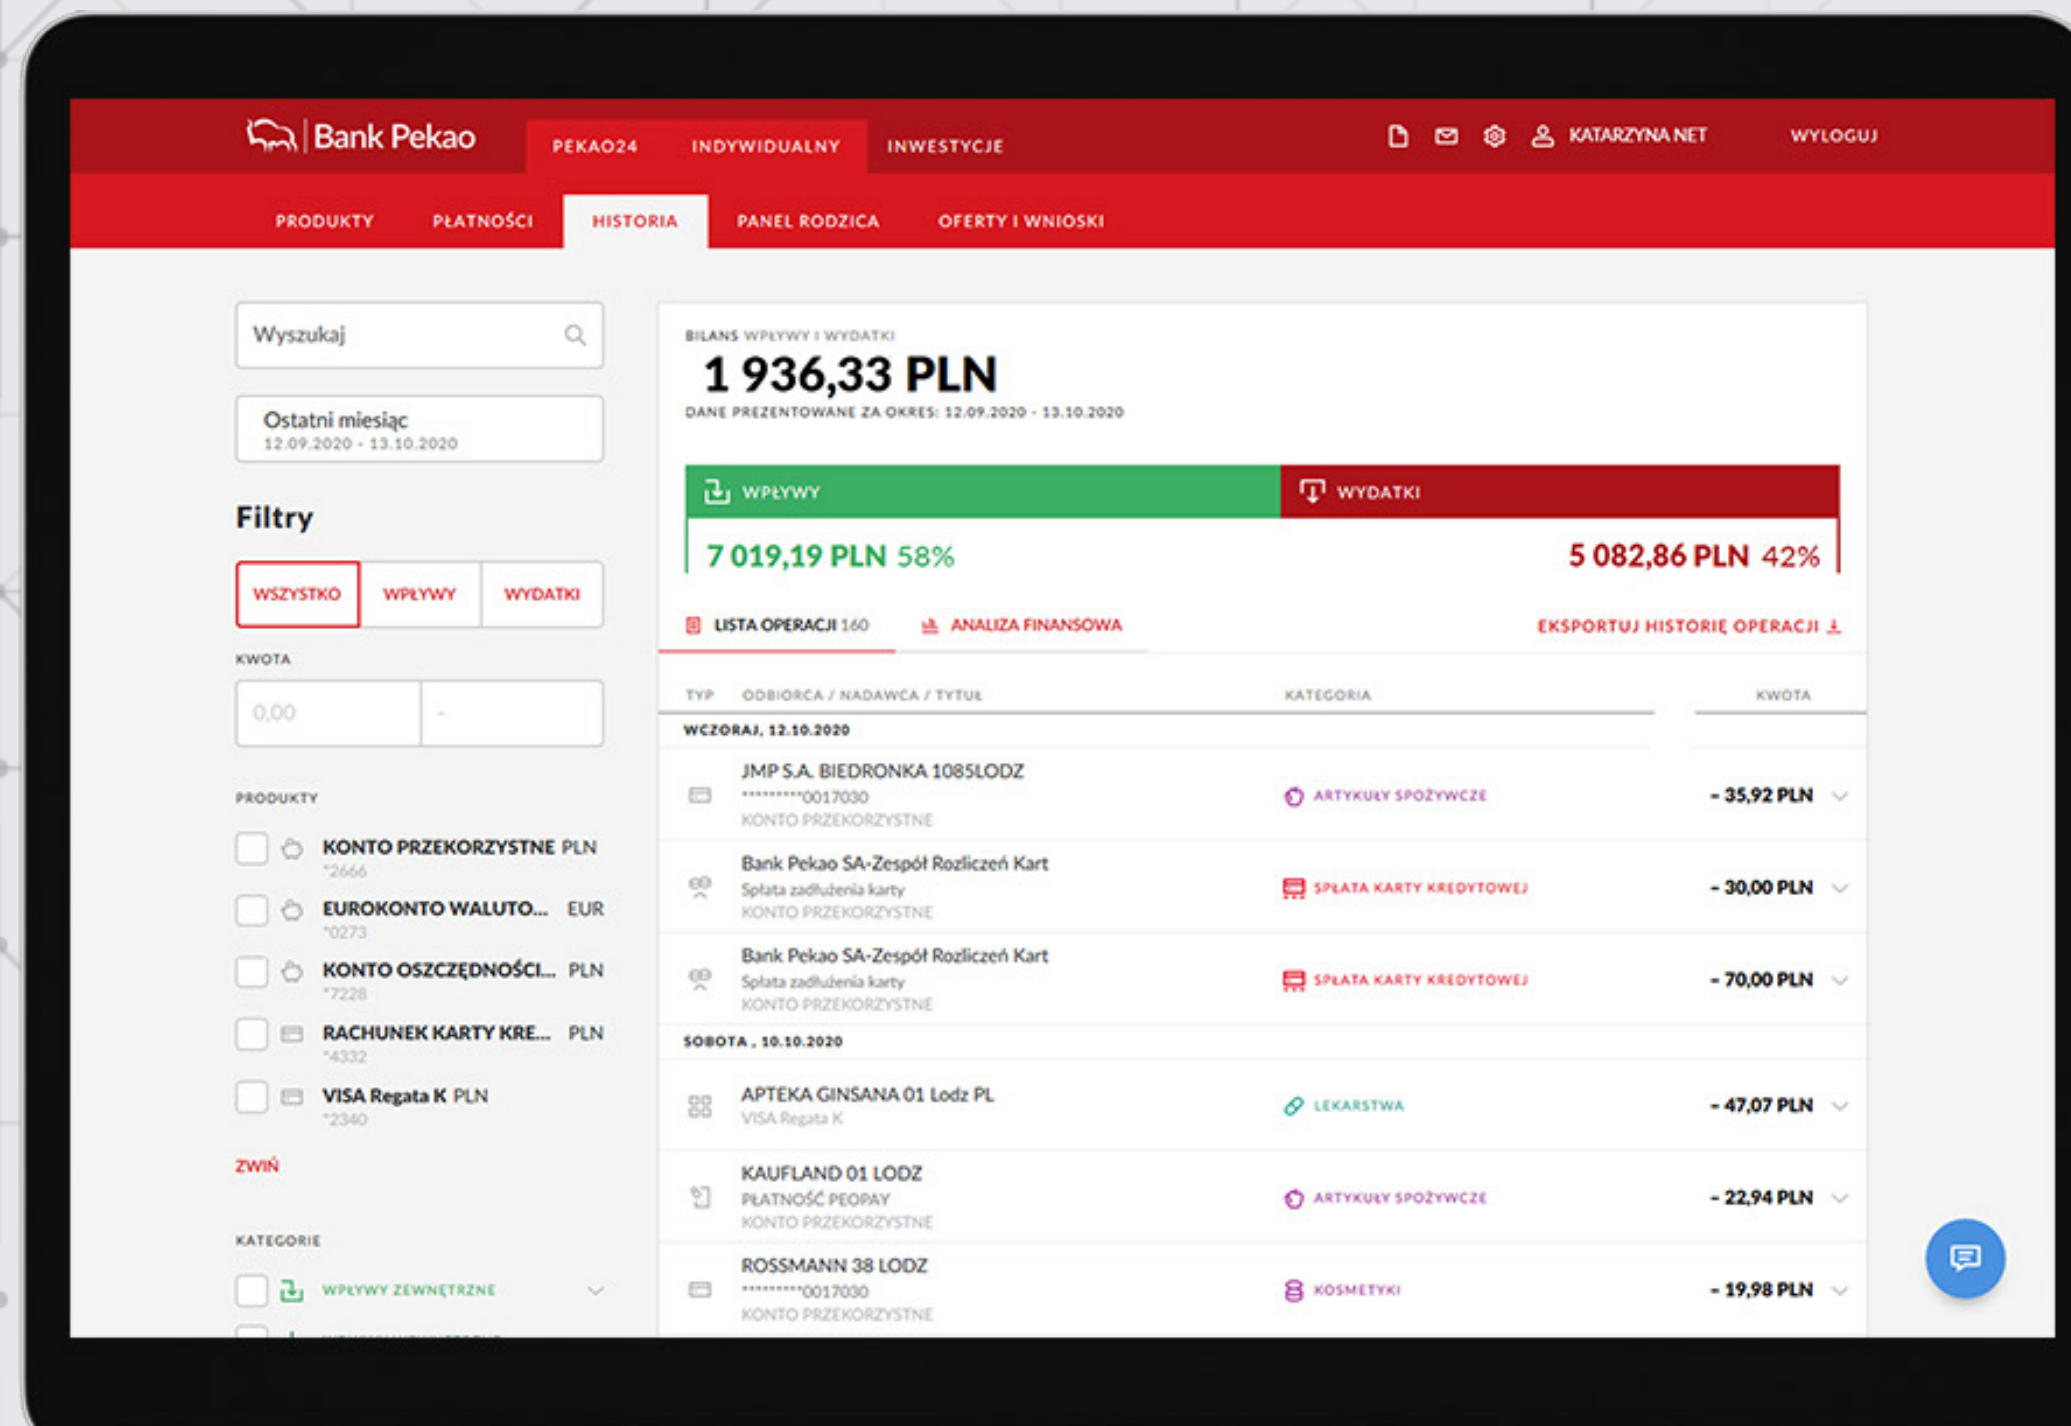 Bank Pekao
PEKAO24 INDYWIDUALNY INWESTYCJE
KATARZYNA NET WYLOGUJ
PRODUKTY PŁATNOŚCI HISTORIA PANEL RODZICA OFERTY I WNIOSKI
Wyszukaj
Ostatni miesiąc
12.09.2020 - 13.10.2020
Filtry
WSZYSTKO WPŁYWY WYDATKI
KWOTA
0,00 -
PRODUKTY
KONTO PRZEKORZYSTNE PLN
*2666
EUROKONTO WALUTO... EUR
*0273
KONTO OSZCZĘDNOŚCI... PLN
*7228
RACHUNEK KARTY KRE... PLN
*4332
VISA Regata K PLN
*2340
ZWIŃ
KATEGORIE
WPŁYWY ZEWNĘTRZNE
BILANS WPŁYWY I WYDATKI
1 936,33 PLN
DANE PREZENTOWANE ZA OKRES: 12.09.2020 - 13.10.2020
WPŁYWY WYDATKI
7 019,19 PLN 58% 5 082,86 PLN 42%
LISTA OPERACJI 160 ANALIZA FINANSOWA EKSPORTUJ HISTORIĘ OPERACJI
TYP ODBIORCA / NADAWCA / TYTUŁ KATEGORIA KWOTA
WCZORAJ, 12.10.2020
JMP S.A. BIEDRONKA 1085LODZ
*********0017030 ARTYKUŁY SPOŻYWCZE - 35,92 PLN
KONTO PRZEKORZYSTNE
Bank Pekao SA-Zespół Rozliczeń Kart
Spłata zadłużenia karty SPŁATA KARTY KREDYTOWEJ - 30,00 PLN
KONTO PRZEKORZYSTNE
Bank Pekao SA-Zespół Rozliczeń Kart
Spłata zadłużenia karty SPŁATA KARTY KREDYTOWEJ - 70,00 PLN
KONTO PRZEKORZYSTNE
SOBOTA , 10.10.2020
APTEKA GINSANA 01 Lodz PL
VISA Regata K LEKARSTWA - 47,07 PLN
KAUFLAND 01 LODZ
PŁATNOŚĆ PEOPAY ARTYKUŁY SPOŻYWCZE - 22,94 PLN
KONTO PRZEKORZYSTNE
ROSSMANN 38 LODZ
*********0017030 KOSMETYKI - 19,98 PLN
KONTO PRZEKORZYSTNE